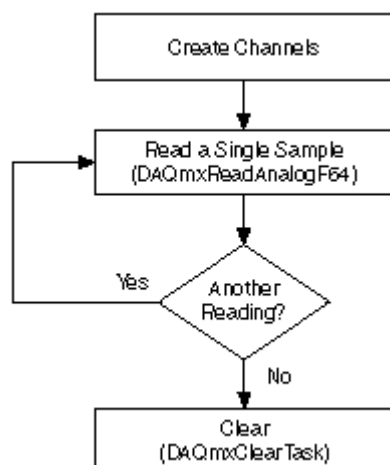 Create Channels
Read a Single Sample
(DAQmxReadAnalogF64)
Yes
Another
Reading?
No
Clear
(DAQmxClearTask)